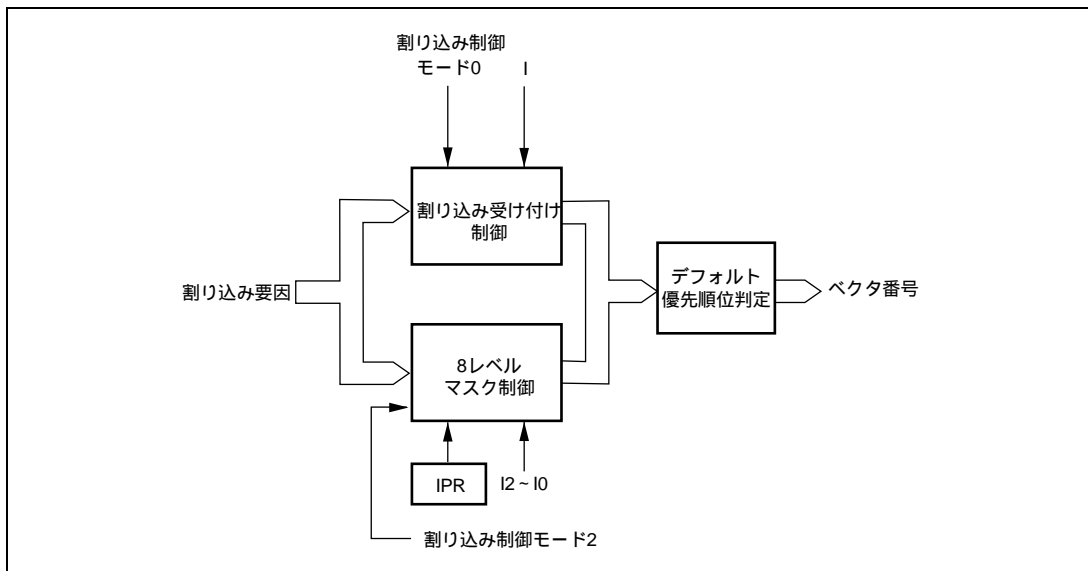 割り込み制御
モード0
I
割り込み受け付け
制御
割り込み要因
デフォルト
優先順位判定
ベクタ番号
8レベル
マスク制御
IPR
I2～I0
割り込み制御モード2